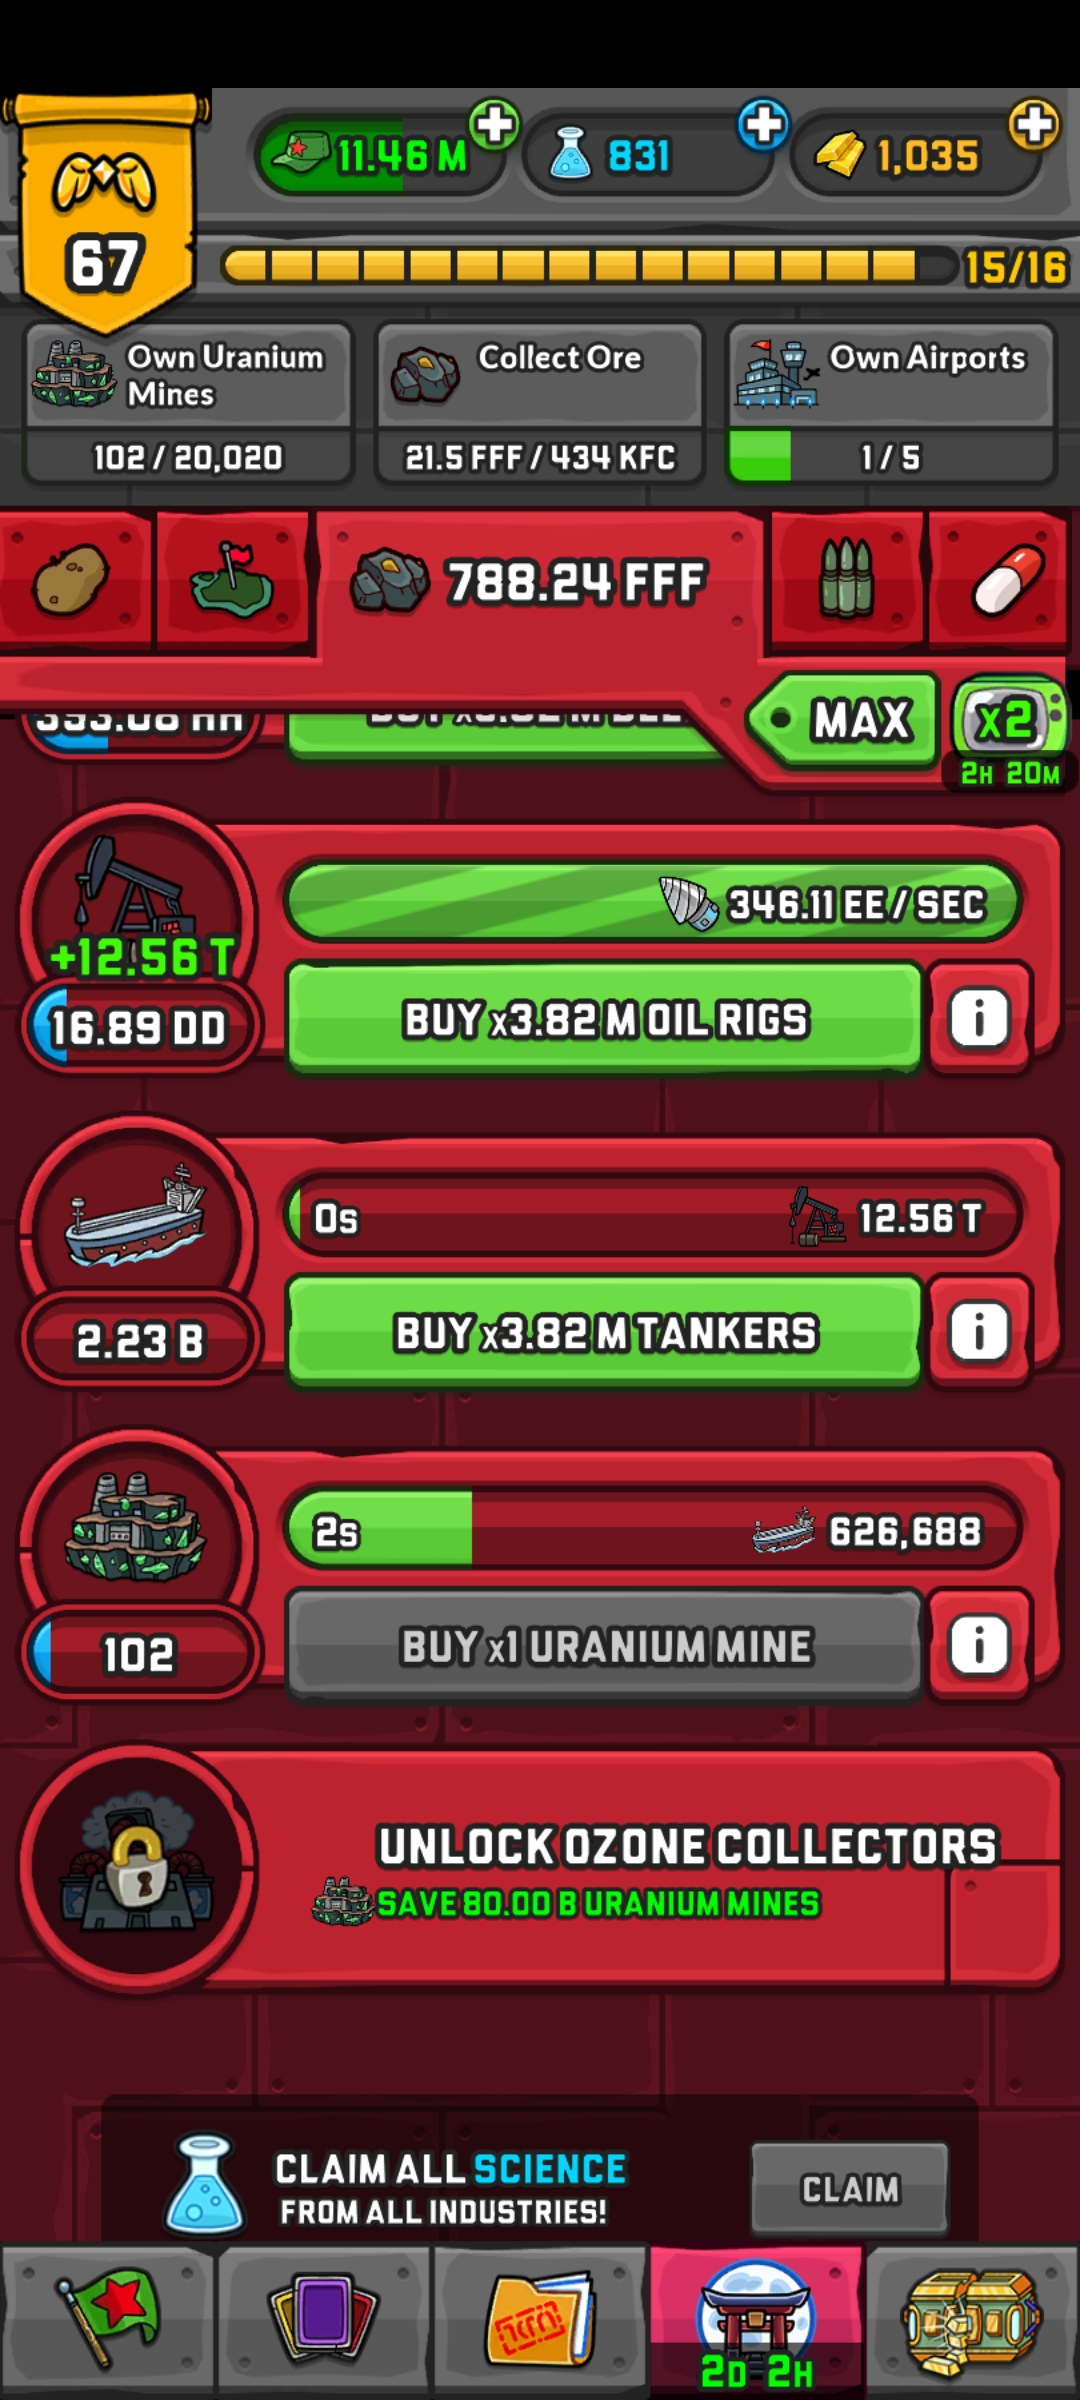 11.46 M
831
1,035
67
15/16
Own Uranium
Mines
102 / 20,020
Collect Ore
21.5 FFF / 434 KFC
Own Airports
1 / 5
788.24 FFF
MAX
x2
2H 20M
346.11 EE / SEC
+12.56 T
16.89 DD
BUY x3.82 M OIL RIGS
i
0s
12.56 T
2.23 B
BUY x3.82 M TANKERS
i
2s
626,688
102
BUY x1 URANIUM MINE
i
UNLOCK OZONE COLLECTORS
SAVE 80.00 B URANIUM MINES
CLAIM ALL SCIENCE
FROM ALL INDUSTRIES!
CLAIM
2D 2H